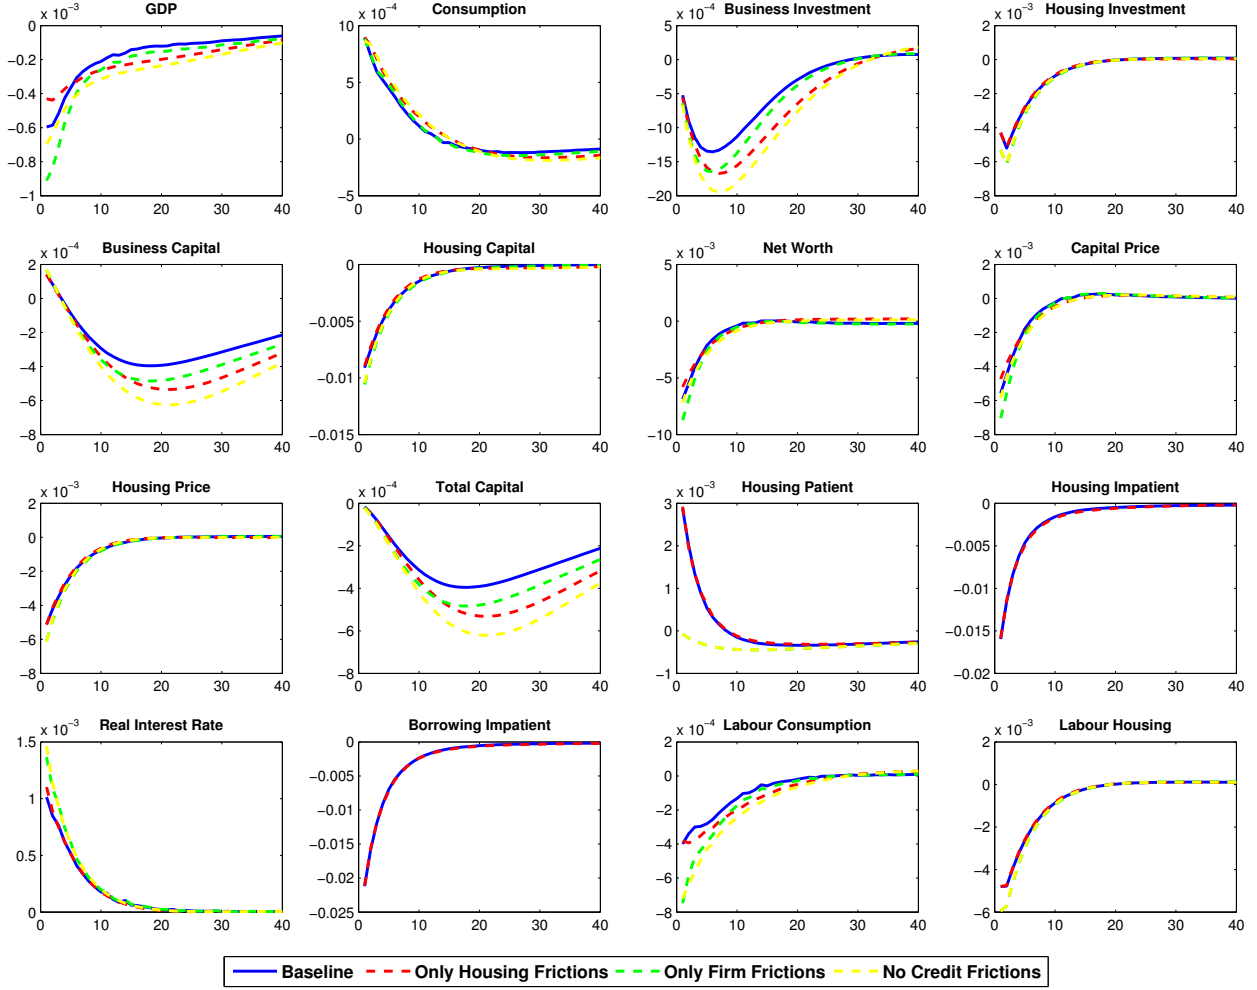 GDP
x 10⁻³
0
−0.2
−0.4
−0.6
−0.8
−1
0 10 20 30 40
Consumption
x 10⁻⁴
10
5
0
−5
0 10 20 30 40
Business Investment
x 10⁻⁴
5
0
−5
−10
−15
−20
0 10 20 30 40
Housing Investment
x 10⁻³
2
0
−2
−4
−6
−8
0 10 20 30 40
Business Capital
x 10⁻⁴
2
0
−2
−4
−6
−8
0 10 20 30 40
Housing Capital
0
−0.005
−0.01
−0.015
0 10 20 30 40
Net Worth
x 10⁻³
5
0
−5
−10
0 10 20 30 40
Capital Price
x 10⁻³
2
0
−2
−4
−6
−8
0 10 20 30 40
Housing Price
x 10⁻³
2
0
−2
−4
−6
−8
0 10 20 30 40
Total Capital
x 10⁻⁴
0
−2
−4
−6
−8
0 10 20 30 40
Housing Patient
x 10⁻³
3
2
1
0
−1
0 10 20 30 40
Housing Impatient
0
−0.005
−0.01
−0.015
−0.02
0 10 20 30 40
Real Interest Rate
x 10⁻³
1.5
1
0.5
0
0 10 20 30 40
Borrowing Impatient
0
−0.005
−0.01
−0.015
−0.02
−0.025
0 10 20 30 40
Labour Consumption
x 10⁻⁴
2
0
−2
−4
−6
−8
0 10 20 30 40
Labour Housing
x 10⁻³
2
0
−2
−4
−6
0 10 20 30 40
Baseline Only Housing Frictions Only Firm Frictions No Credit Frictions